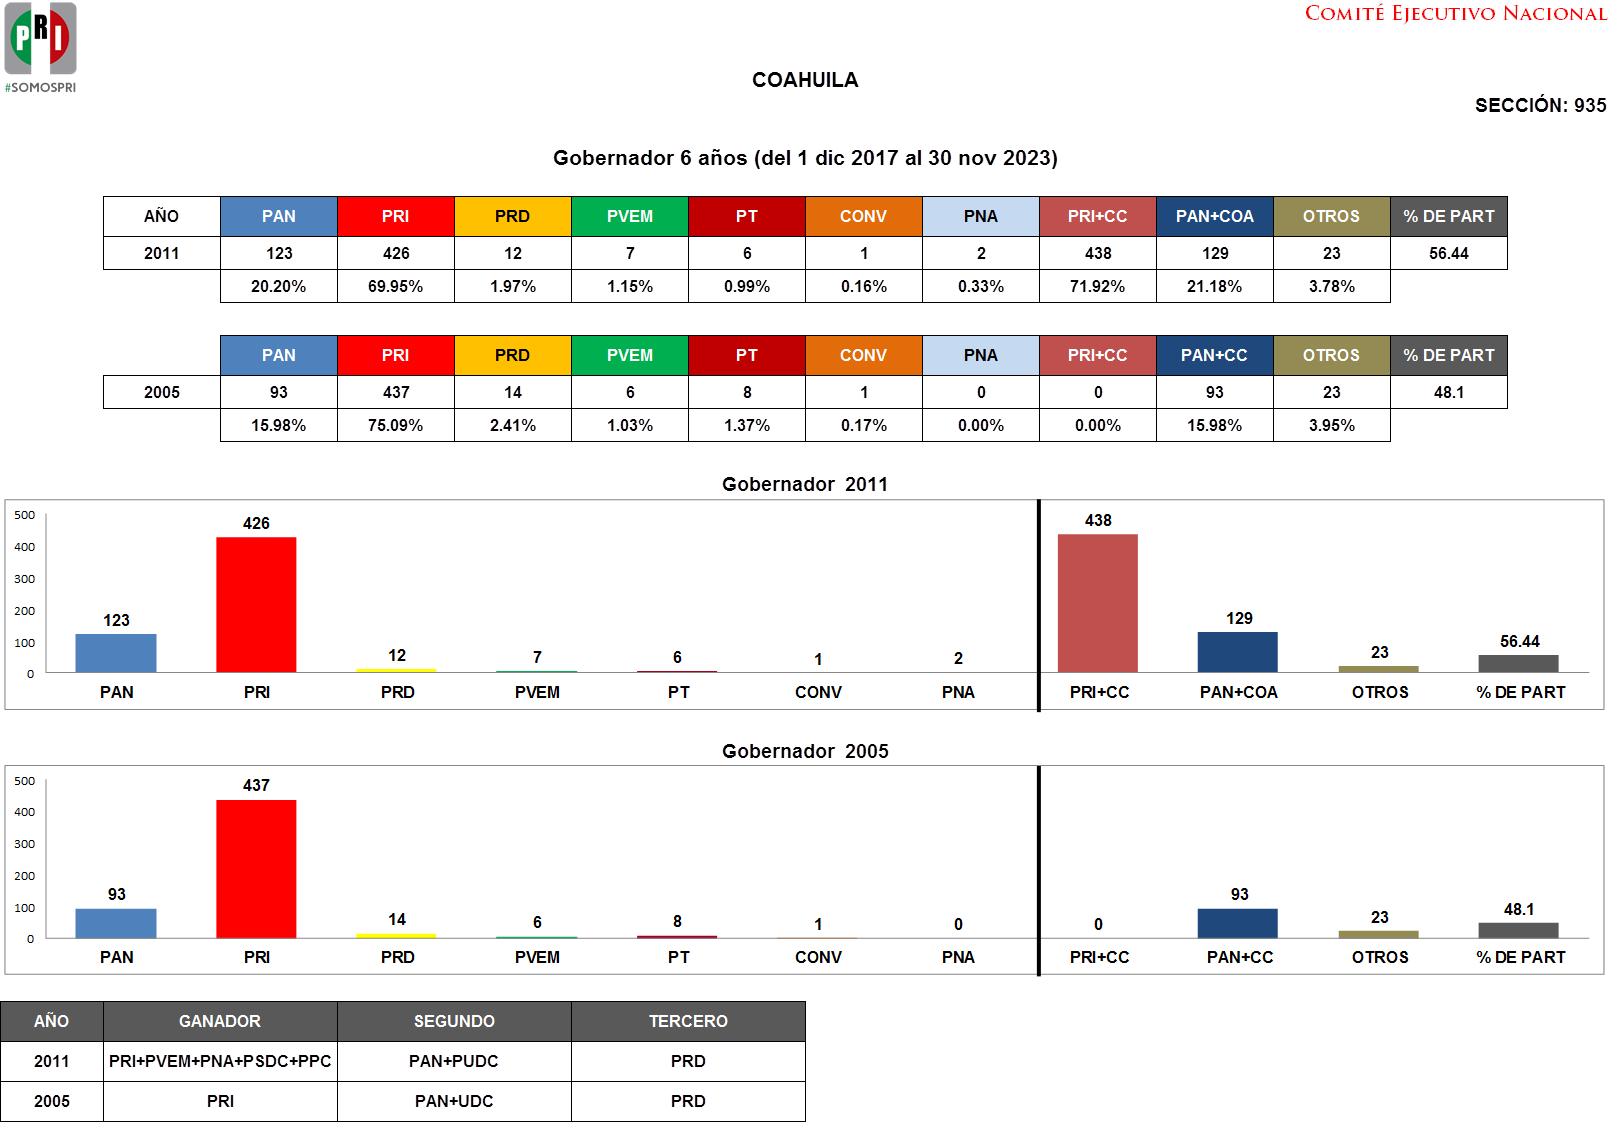 PRI
#SOMOSPRI
COMITÉ EJECUTIVO NACIONAL
COAHUILA
SECCIÓN: 935
Gobernador 6 años (del 1 dic 2017 al 30 nov 2023)
AÑO PAN PRI PRD PVEM PT CONV PNA PRI+CC PAN+COA OTROS % DE PART
2011 123 426 12 7 6 1 2 438 129 23 56.44
20.20% 69.95% 1.97% 1.15% 0.99% 0.16% 0.33% 71.92% 21.18% 3.78%
PAN PRI PRD PVEM PT CONV PNA PRI+CC PAN+CC OTROS % DE PART
2005 93 437 14 6 8 1 0 0 93 23 48.1
15.98% 75.09% 2.41% 1.03% 1.37% 0.17% 0.00% 0.00% 15.98% 3.95%
Gobernador 2011
500
400
300
200
100
0
123 426 12 7 6 1 2 438 129 23 56.44
PAN PRI PRD PVEM PT CONV PNA PRI+CC PAN+COA OTROS % DE PART
Gobernador 2005
500
400
300
200
100
0
93 437 14 6 8 1 0 0 93 23 48.1
PAN PRI PRD PVEM PT CONV PNA PRI+CC PAN+CC OTROS % DE PART
AÑO GANADOR SEGUNDO TERCERO
2011 PRI+PVEM+PNA+PSDC+PPC PAN+PUDC PRD
2005 PRI PAN+UDC PRD